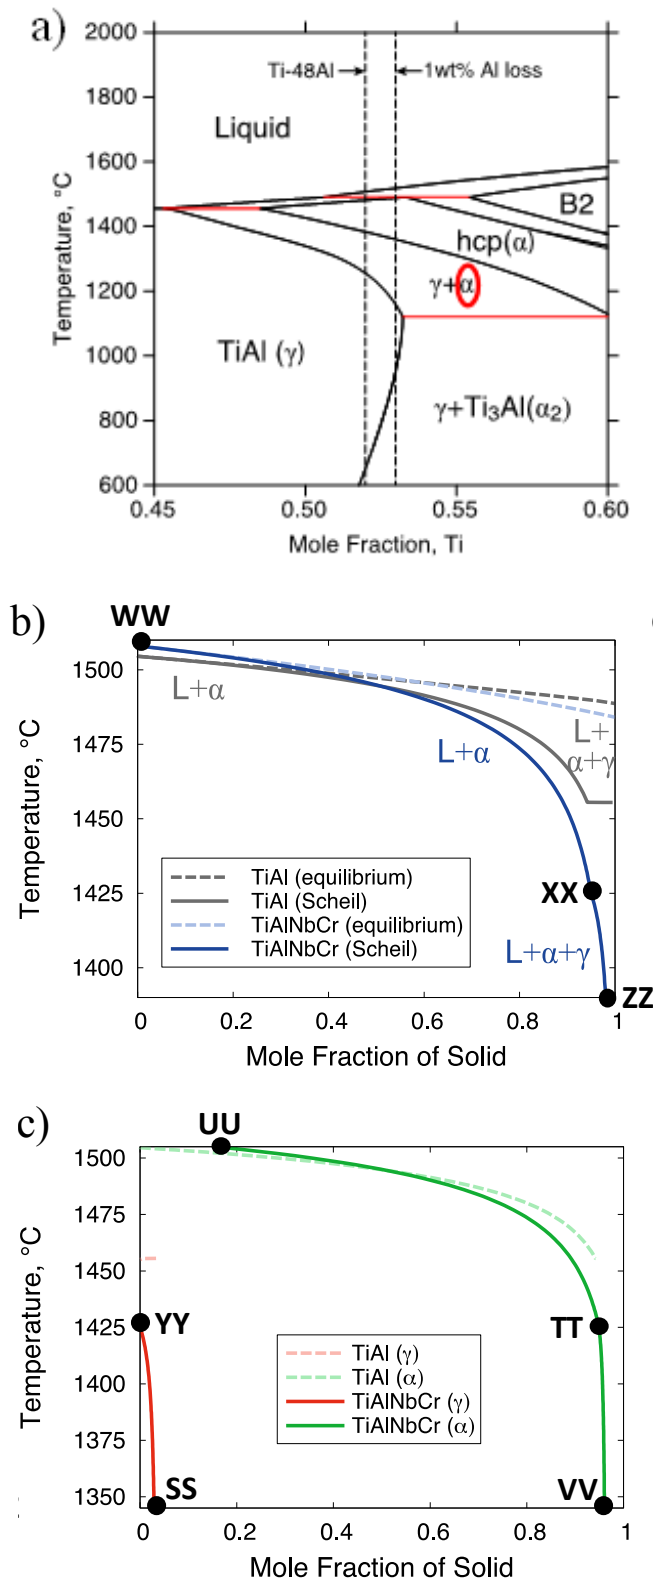 a)
2000
1800
1600
1400
1200
1000
800
600
Temperature, °C
Ti-48Al
1wt% Al loss
Liquid
B2
hcp(α)
γ+α
TiAl (γ)
γ+Ti₃Al(α₂)
0.45
0.50
0.55
0.60
Mole Fraction, Ti
b)
WW
1500
1475
1450
1425
1400
Temperature, °C
L+α
L+
α+γ
L+α
XX
TiAl (equilibrium)
TiAl (Scheil)
TiAlNbCr (equilibrium)
TiAlNbCr (Scheil)
L+α+γ
ZZ
0
0.2
0.4
0.6
0.8
1
Mole Fraction of Solid
c)
UU
1500
1475
1450
1425
1400
1375
1350
Temperature, °C
YY
TT
TiAl (γ)
TiAl (α)
TiAlNbCr (γ)
TiAlNbCr (α)
SS
VV
0
0.2
0.4
0.6
0.8
1
Mole Fraction of Solid